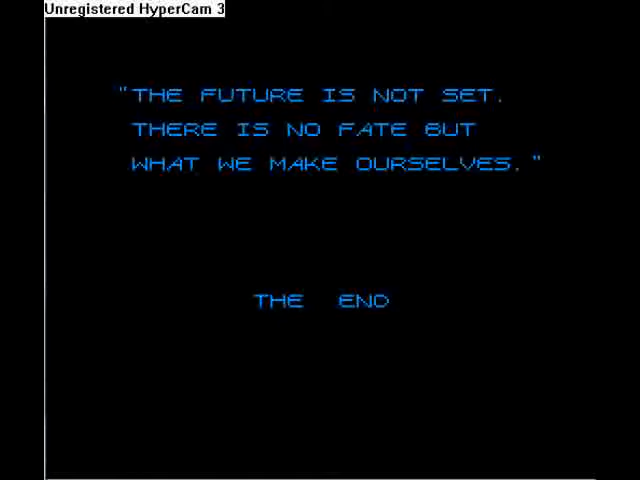 Unregistered HyperCam 3
"THE FUTURE IS NOT SET.
THERE IS NO FATE BUT
WHAT WE MAKE OURSELVES."
THE END